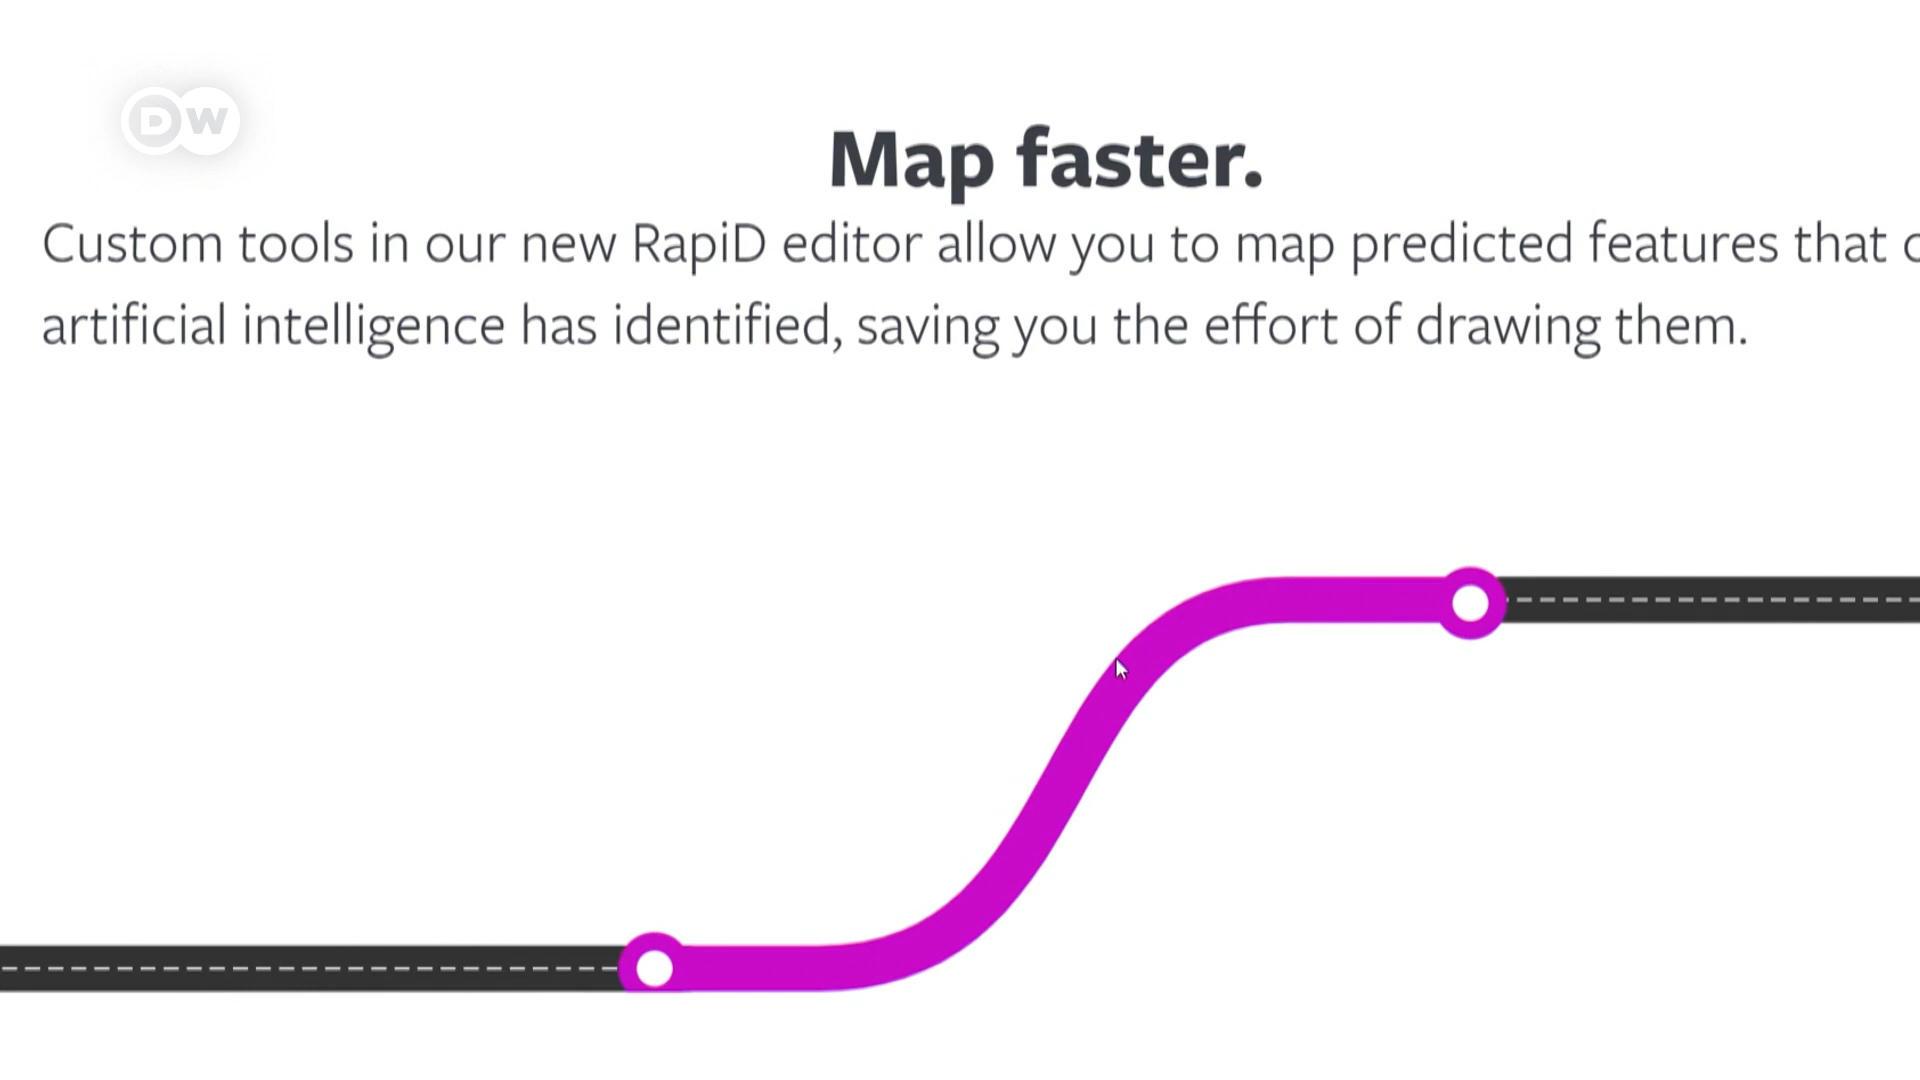 DW
Map faster.
Custom tools in our new RapiD editor allow you to map predicted features that
artificial intelligence has identified, saving you the effort of drawing them.